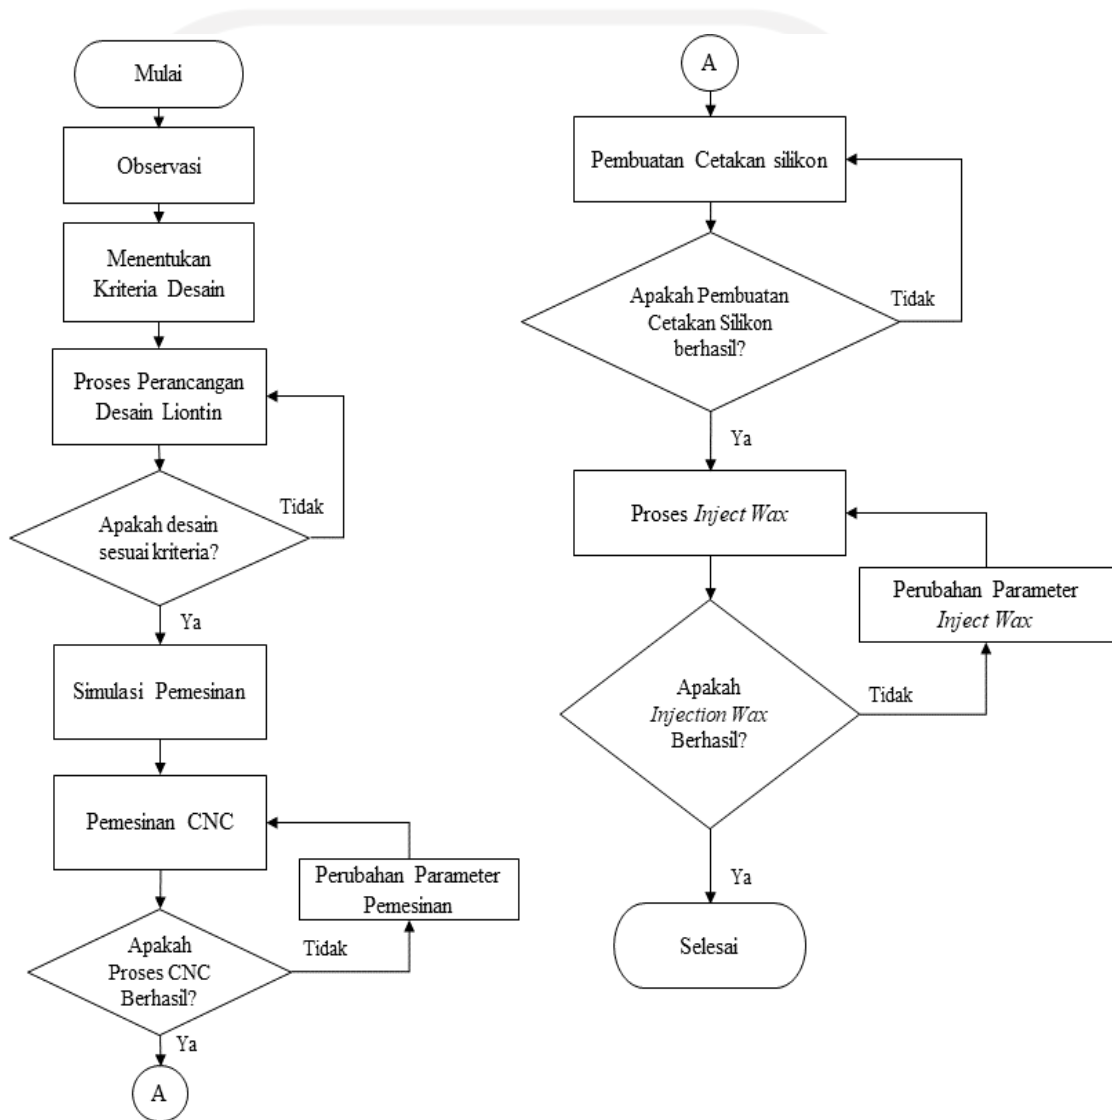 Mulai
Observasi
Menentukan
Kriteria Desain
Proses Perancangan
Desain Liontin
Tidak
Apakah desain
sesuai kriteria?
Ya
Simulasi Pemesinan
Pemesinan CNC
Perubahan Parameter
Pemesinan
Tidak
Apakah
Proses CNC
Berhasil?
Ya
A
A
Pembuatan Cetakan silikon
Apakah Pembuatan
Cetakan Silikon
berhasil?
Tidak
Ya
Proses Inject Wax
Perubahan Parameter
Inject Wax
Apakah
Injection Wax
Berhasil?
Tidak
Ya
Selesai